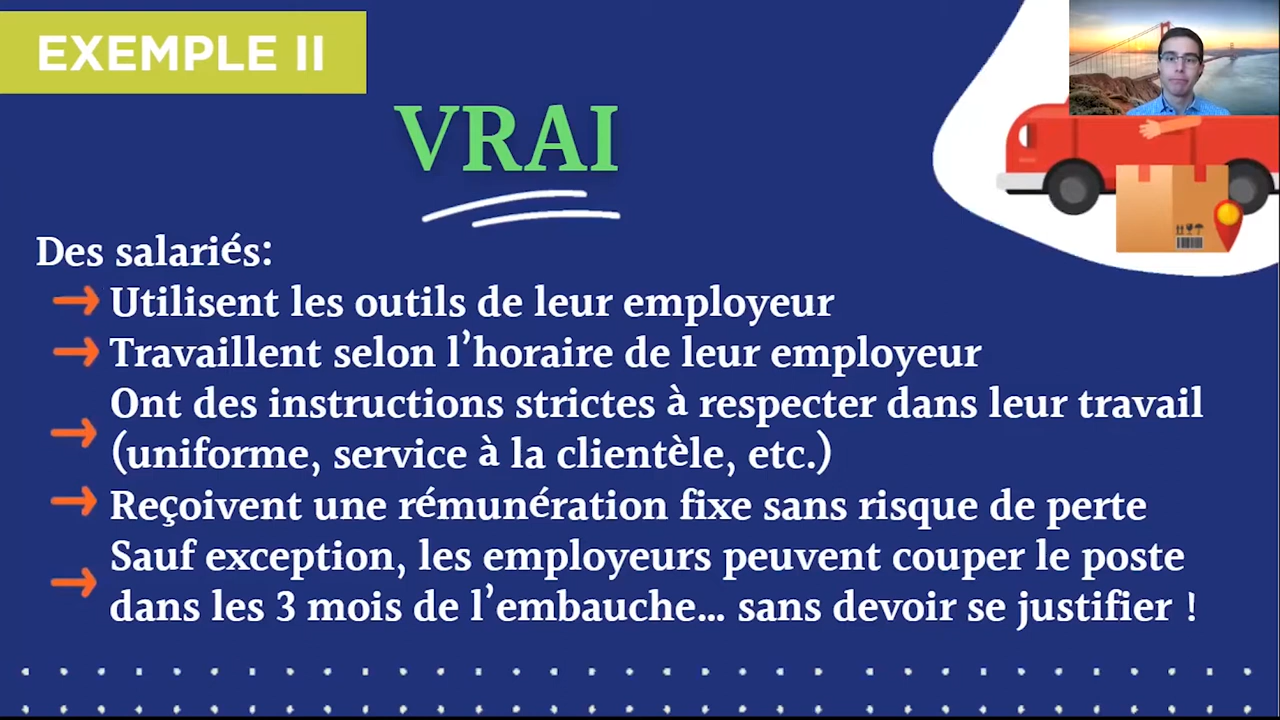 EXEMPLE II
VRAI
Des salariés:
→ Utilisent les outils de leur employeur
→ Travaillent selon l’horaire de leur employeur
→ Ont des instructions strictes à respecter dans leur travail
(uniforme, service à la clientèle, etc.)
→ Reçoivent une rémunération fixe sans risque de perte
→ Sauf exception, les employeurs peuvent couper le poste
dans les 3 mois de l’embauche... sans devoir se justifier !